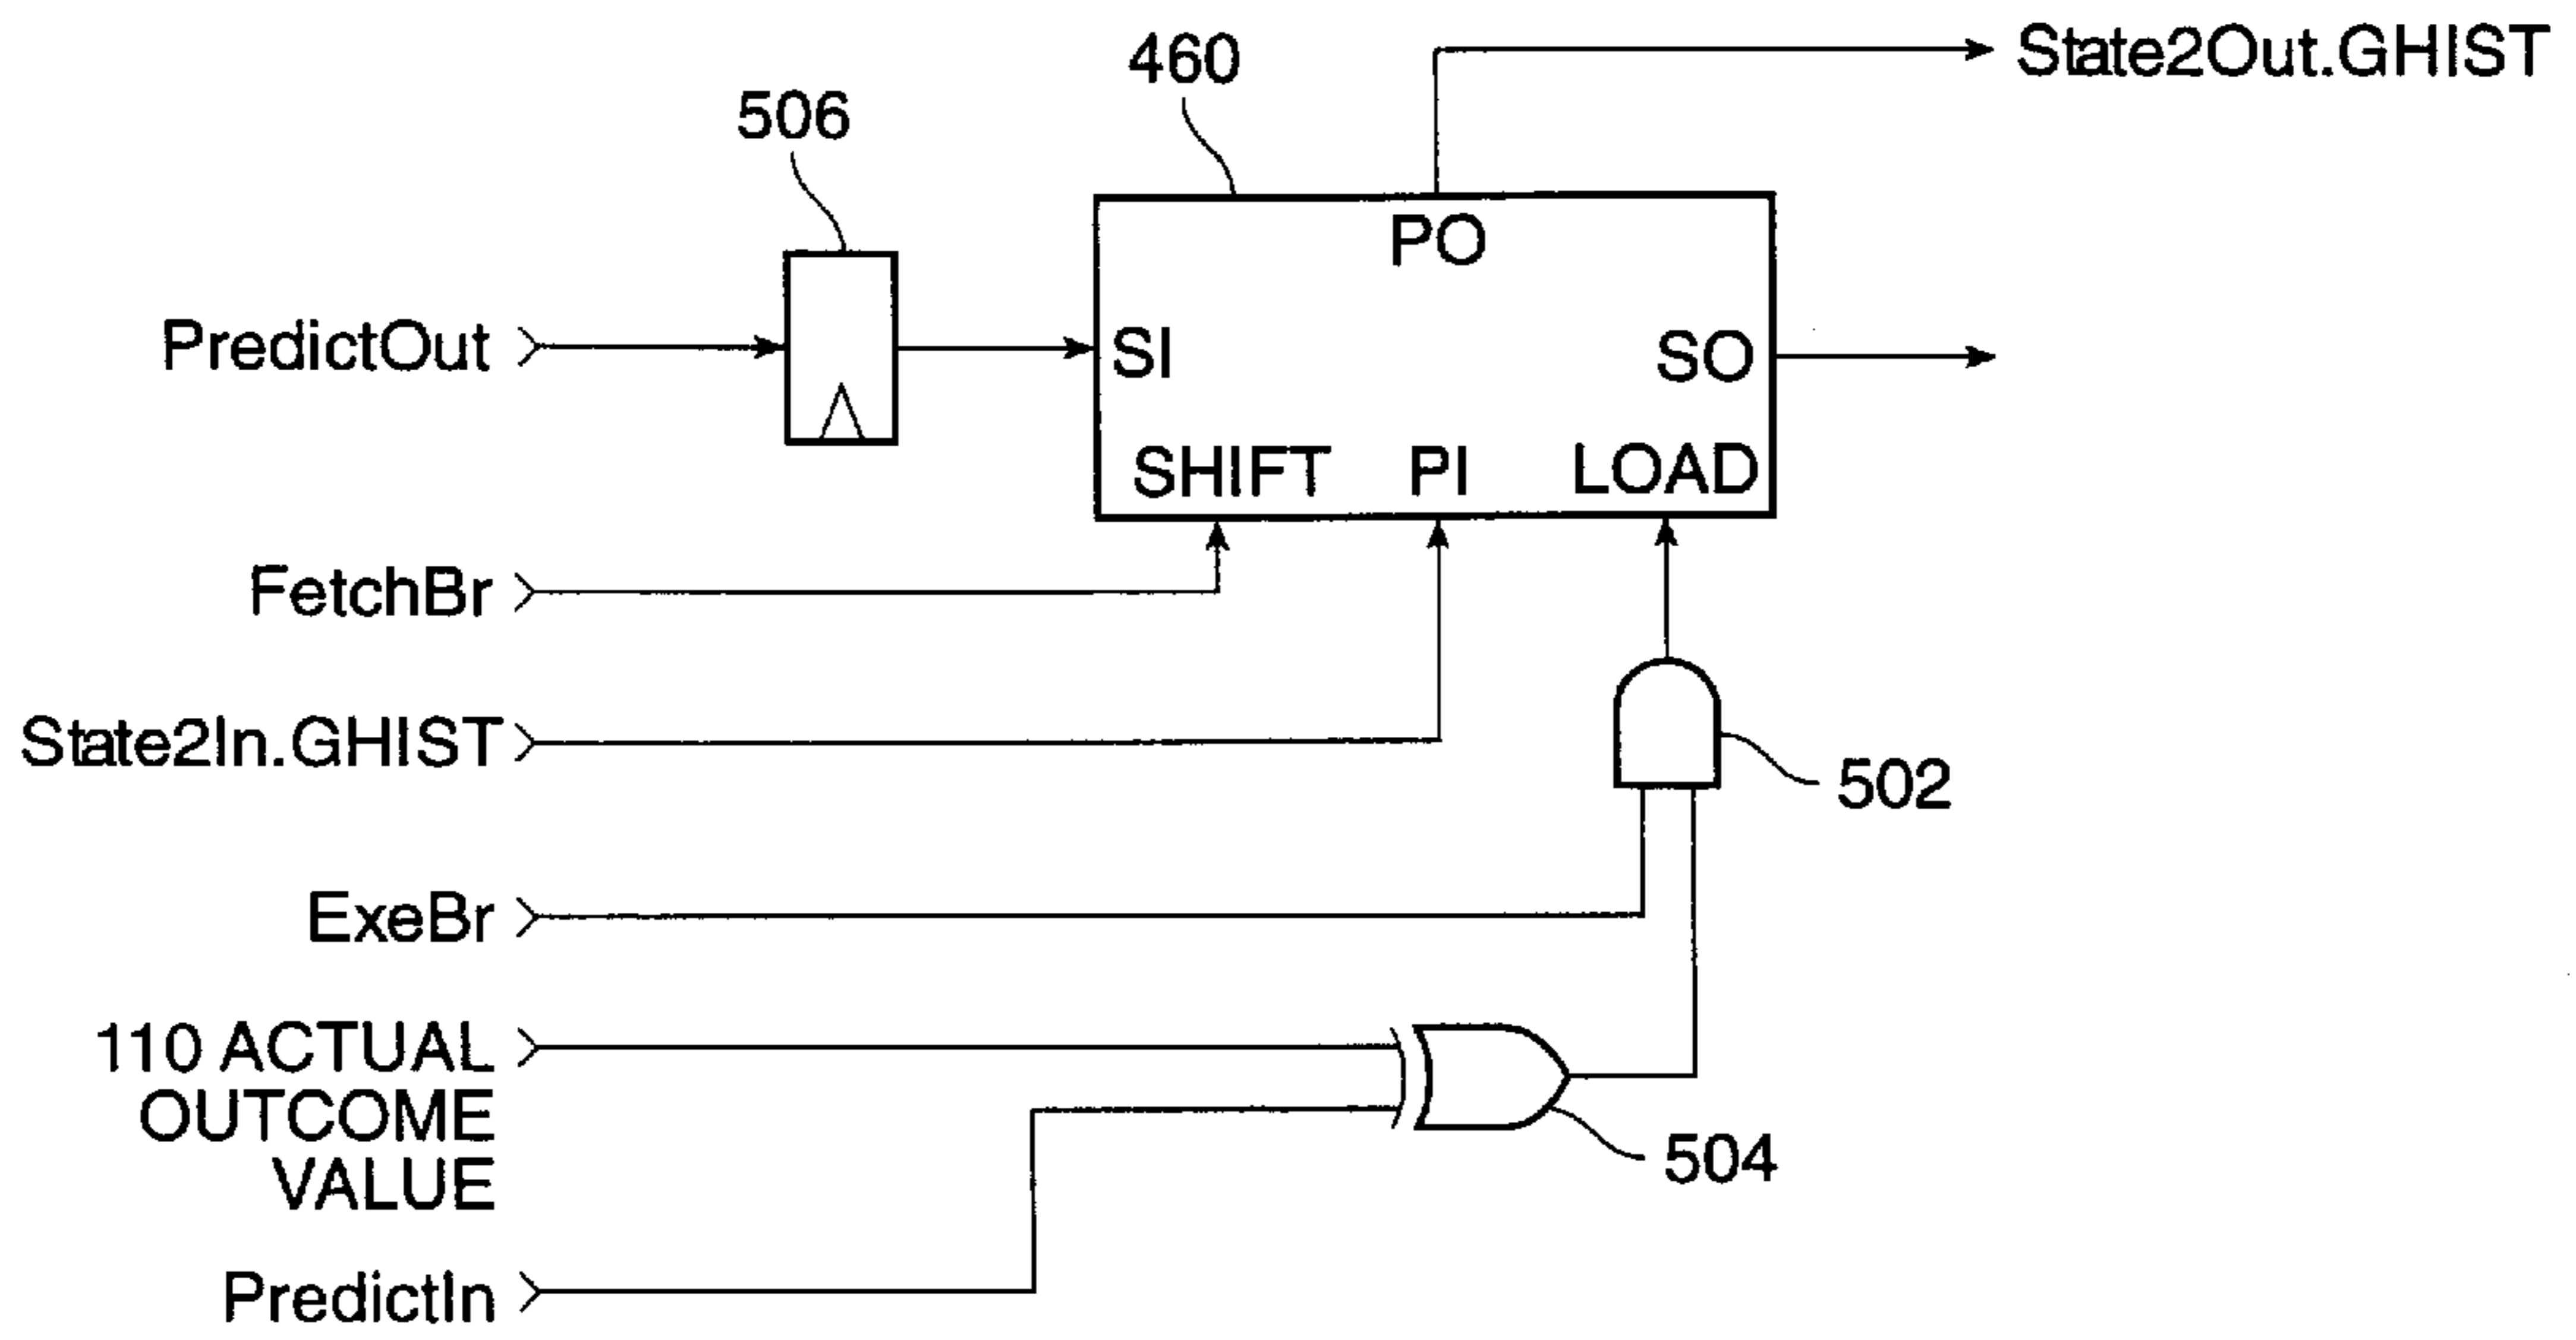 State2Out.GHIST
460
506
PO
PredictOut
SI
SO
SHIFT PI LOAD
FetchBr
State2In.GHIST
502
ExeBr
110 ACTUAL
OUTCOME
VALUE
504
PredictIn